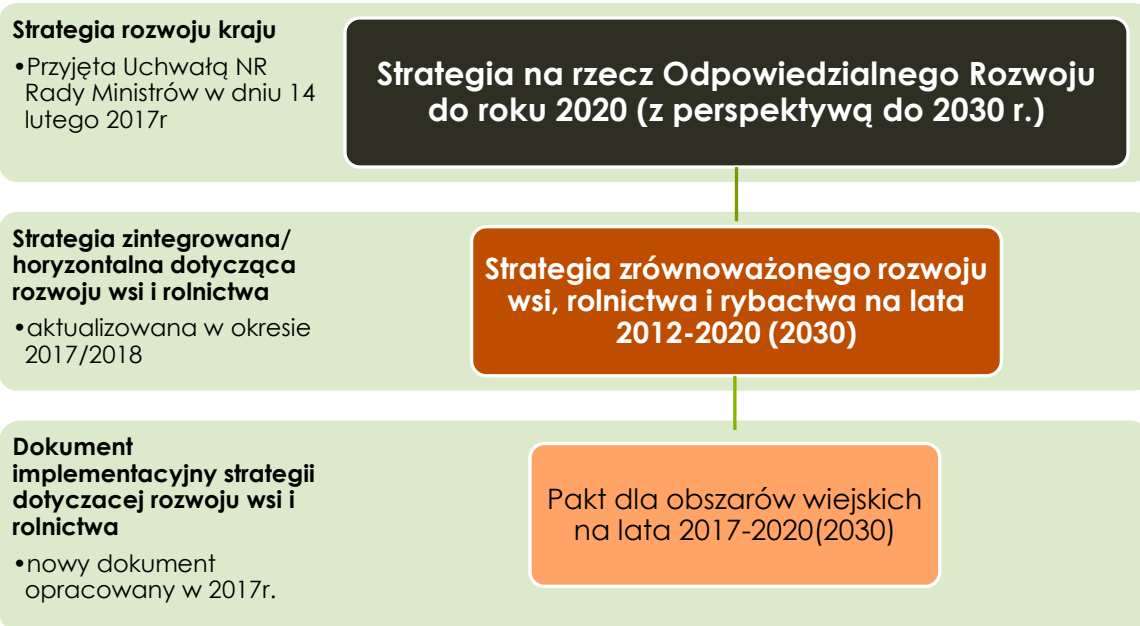 Strategia rozwoju kraju
•Przyjęta Uchwałą NR
Rady Ministrów w dniu 14
lutego 2017r
Strategia na rzecz Odpowiedzialnego Rozwoju
do roku 2020 (z perspektywą do 2030 r.)
Strategia zintegrowana/
horyzontalna dotycząca
rozwoju wsi i rolnictwa
•aktualizowana w okresie
2017/2018
Strategia zrównoważonego rozwoju
wsi, rolnictwa i rybactwa na lata
2012-2020 (2030)
Dokument
implementacyjny strategii
dotyczacej rozwoju wsi i
rolnictwa
•nowy dokument
opracowany w 2017r.
Pakt dla obszarów wiejskich
na lata 2017-2020(2030)